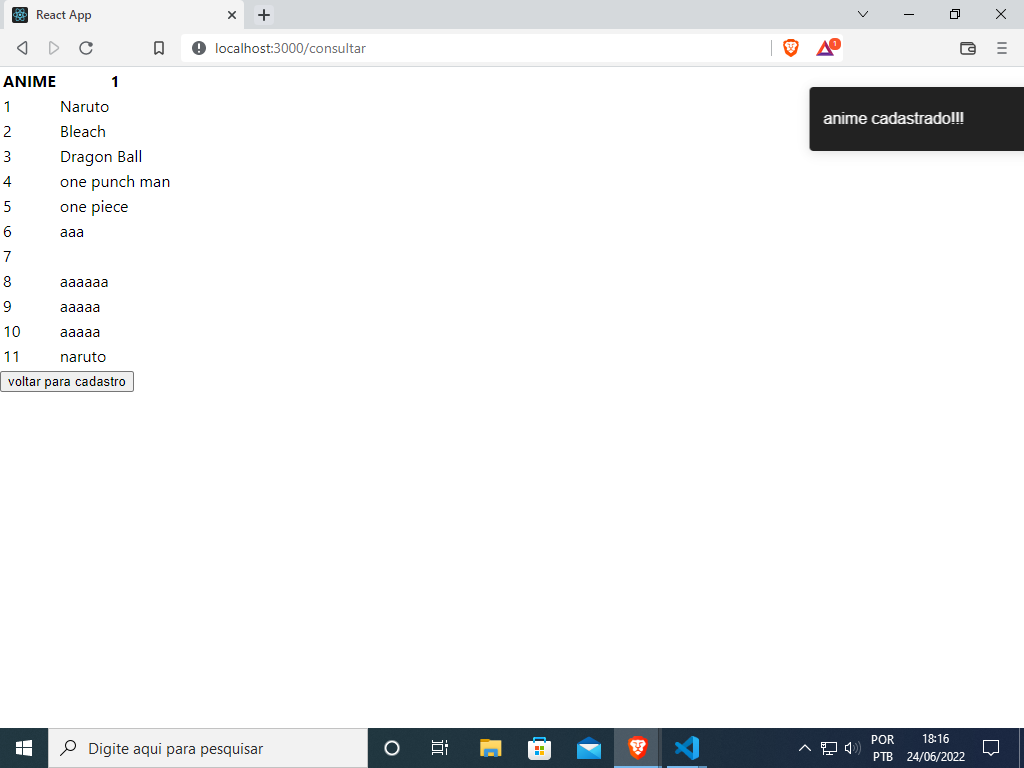 React App
localhost:3000/consultar
1
ANIME 1
anime cadastrado!!!
1 Naruto
2 Bleach
3 Dragon Ball
4 one punch man
5 one piece
6 aaa
7
8 aaaaaa
9 aaaaa
10 aaaaa
11 naruto
voltar para cadastro
Digite aqui para pesquisar
POR
PTB
18:16
24/06/2022